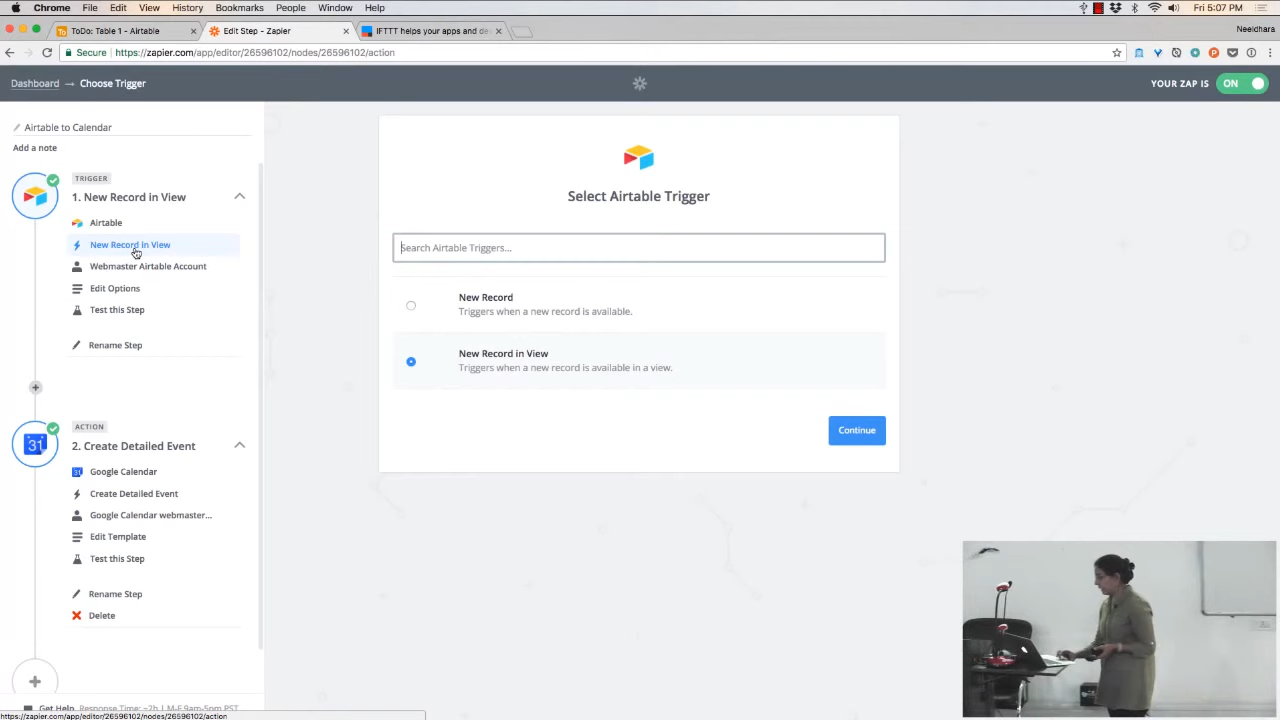 Chrome File Edit View History Bookmarks People Window Help Fri 5:07 PM
ToDo: Table 1 - Airtable Edit Step - Zapier IFTTT helps your apps and de Needhara
Secure https://zapier.com/app/editor/26596102/nodes/26596102/action
Dashboard → Choose Trigger YOUR ZAP IS ON
Airtable to Calendar
Add a note
TRIGGER
1. New Record in View
Airtable
New Record in View
Webmaster Airtable Account
Edit Options
Test this Step
Rename Step
ACTION
2. Create Detailed Event
31
Google Calendar
Create Detailed Event
Google Calendar webmaster...
Edit Template
Test this Step
Rename Step
Delete
Get Help Response Time: ~2h | M-F 9am-5pm PST
https://zapier.com/app/editor/26596102/nodes/26596102/action
Select Airtable Trigger
Search Airtable Triggers...
New Record
Triggers when a new record is available.
New Record in View
Triggers when a new record is available in a view.
Continue